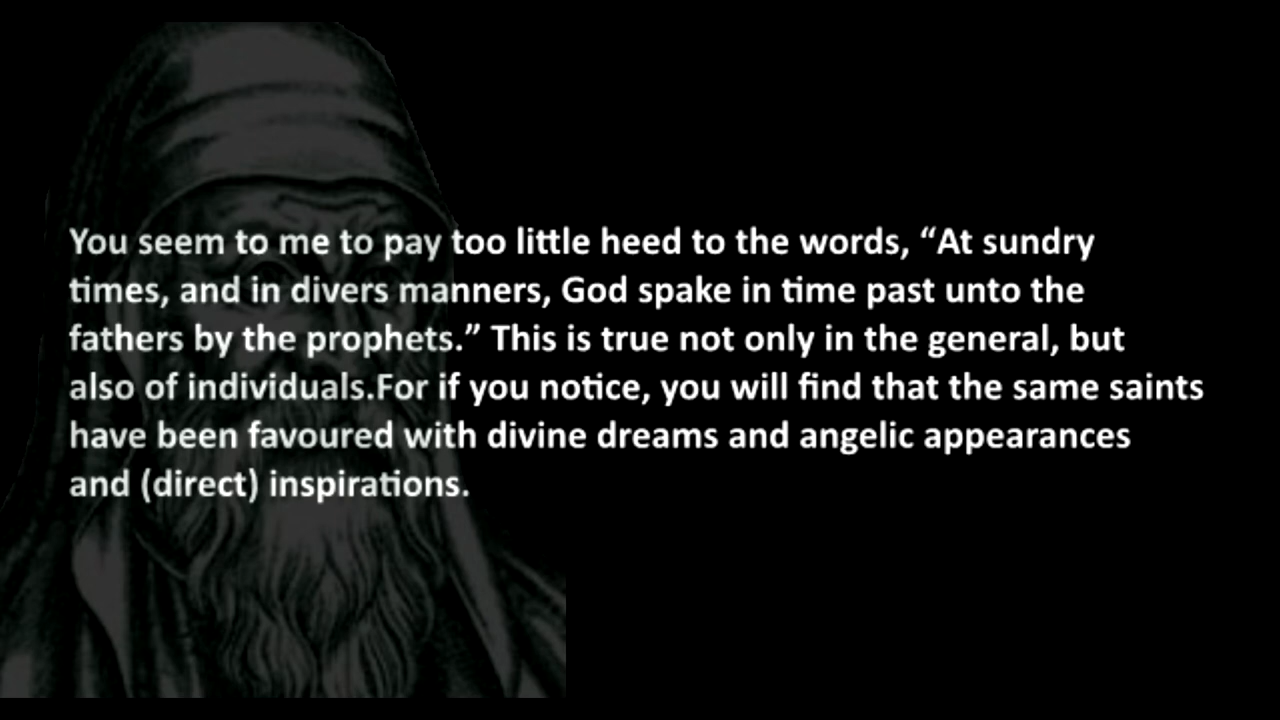 You seem to me to pay too little heed to the words, “At sundry
times, and in divers manners, God spake in time past unto the
fathers by the prophets.” This is true not only in the general, but
also of individuals.For if you notice, you will find that the same saints
have been favoured with divine dreams and angelic appearances
and (direct) inspirations.